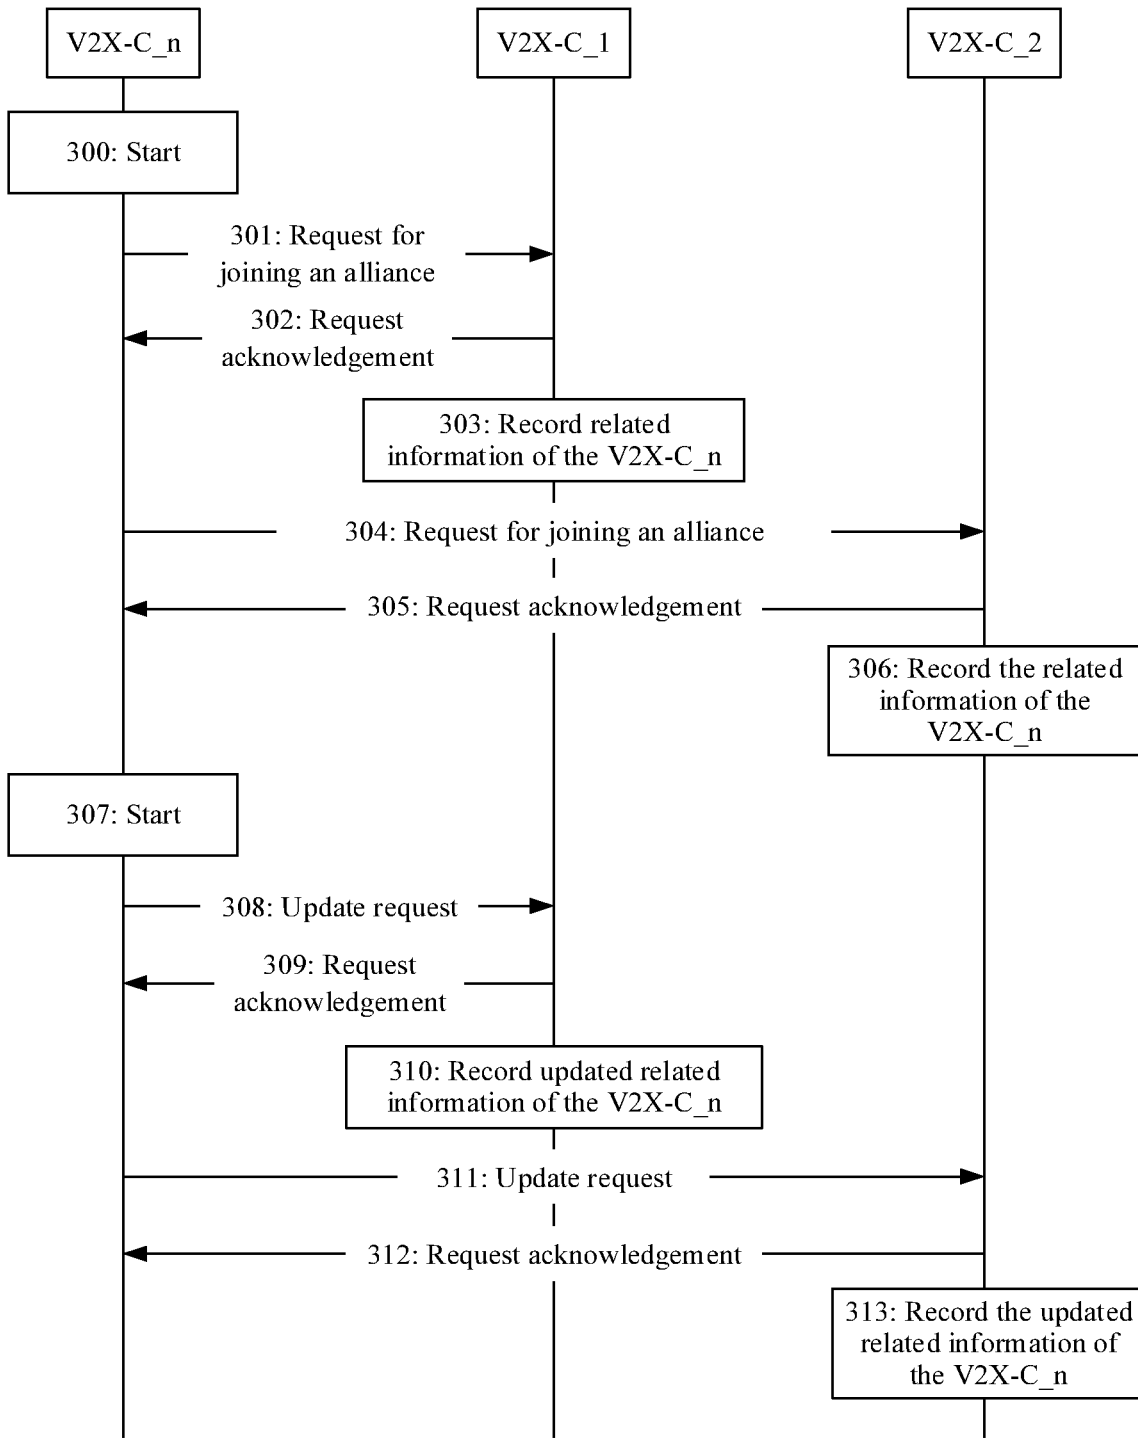 V2X-C_n
V2X-C_1
V2X-C_2
300: Start
301: Request for
joining an alliance
302: Request
acknowledgement
303: Record related
information of the V2X-C_n
304: Request for joining an alliance
305: Request acknowledgement
306: Record the related
information of the
V2X-C_n
307: Start
308: Update request
309: Request
acknowledgement
310: Record updated related
information of the V2X-C_n
311: Update request
312: Request acknowledgement
313: Record the updated
related information of
the V2X-C_n